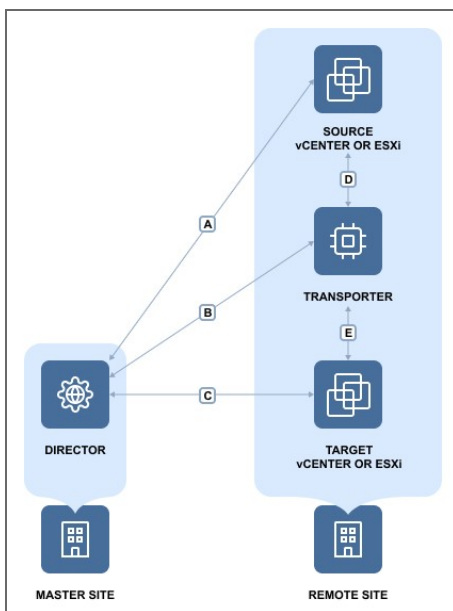 SOURCE
vCENTER OR ESXi
D
A
TRANSPORTER
B
E
C
DIRECTOR
TARGET
vCENTER OR ESXi
MASTER SITE
REMOTE SITE